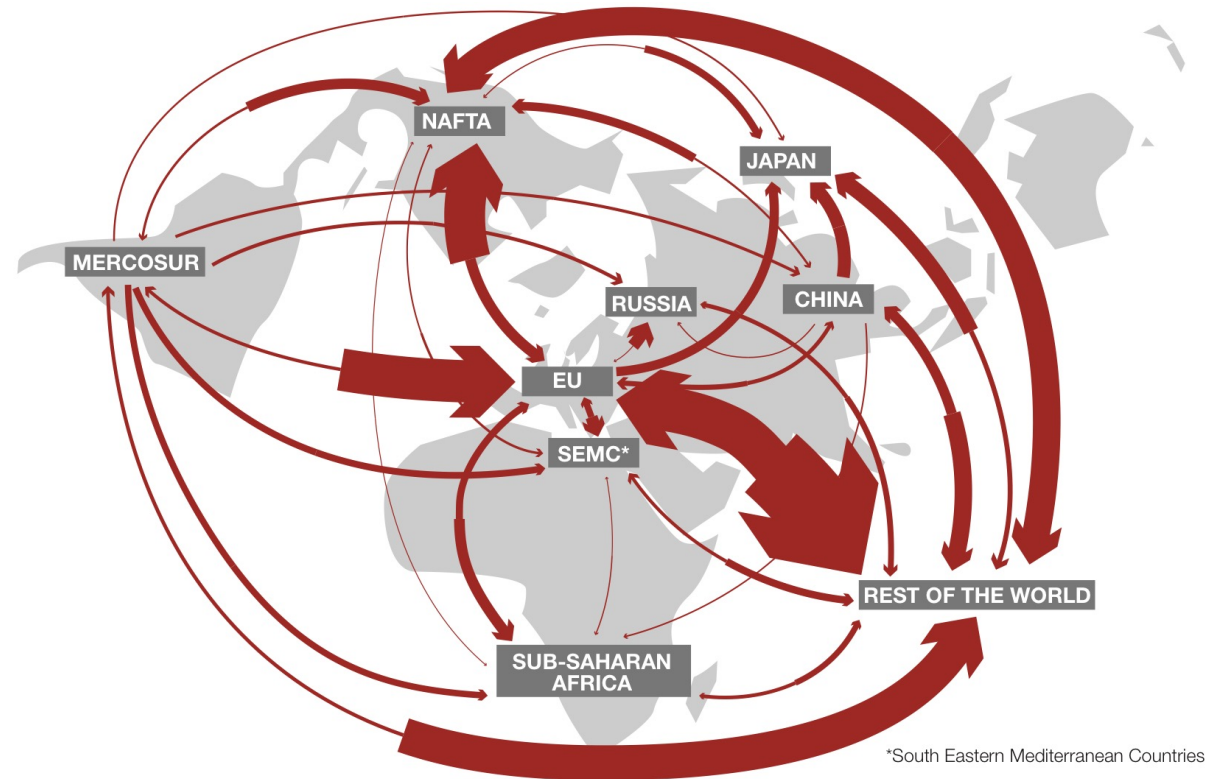 NAFTA
JAPAN
MERCOSUR
RUSSIA
CHINA
EU
SEMC*
REST OF THE WORLD
SUB-SAHARAN
AFRICA
*South Eastern Mediterranean Countries